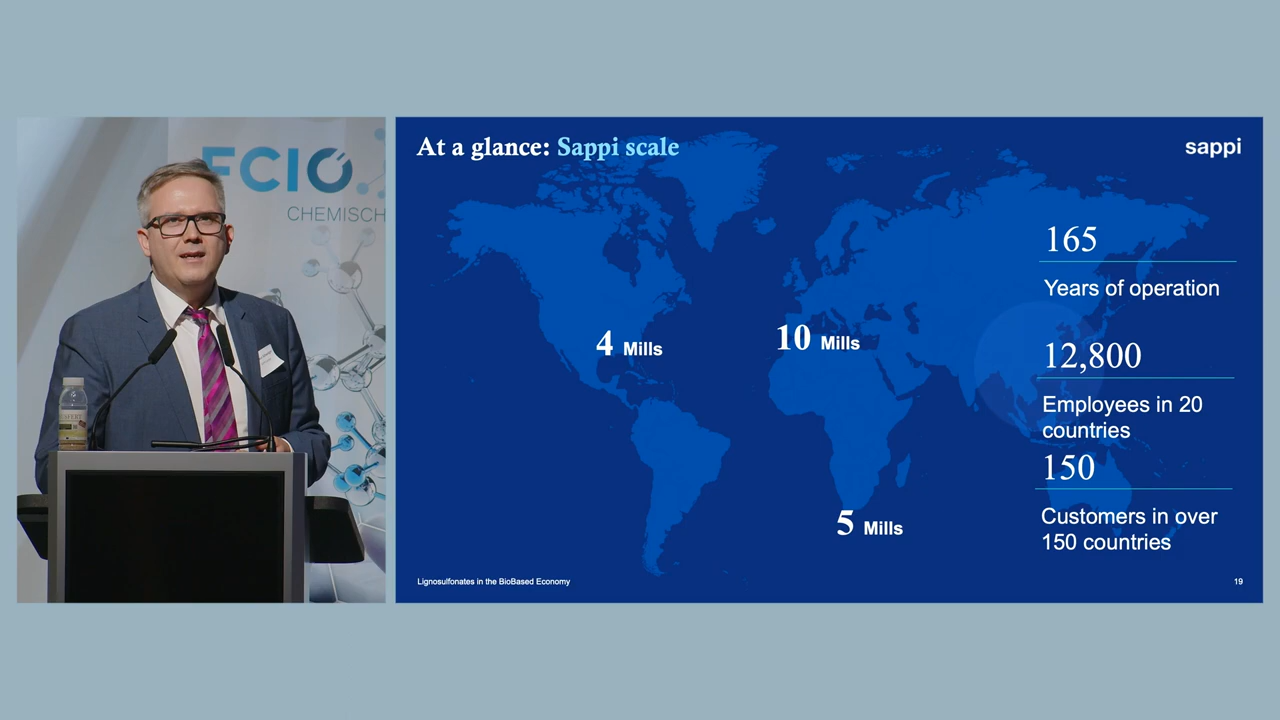 FCIO
CHEMISCH
At a glance: Sappi scale
sappi
165
Years of operation
4 Mills
10 Mills
12,800
Employees in 20
countries
150
5 Mills
Customers in over
150 countries
Lignosulfonates in the BioBased Economy
19